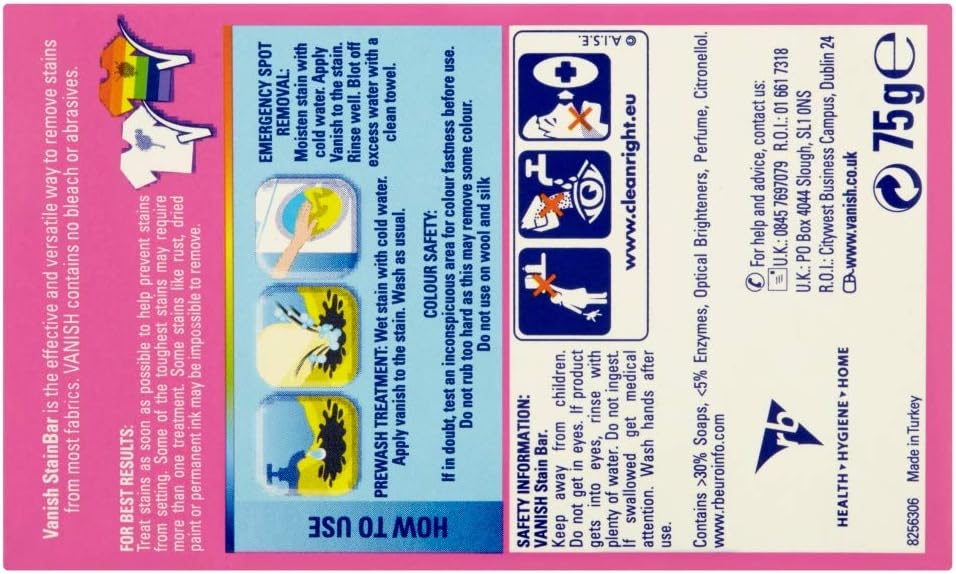 Vanish StainBar is the effective and versatile way to remove stains
from most fabrics. VANISH contains no bleach or abrasives.
FOR BEST RESULTS:
Treat stains as soon as possible to help prevent stains
from setting. Some of the toughest stains may require
more than one treatment. Some stains like rust, dried
paint or permanent ink may be impossible to remove.
HOW TO USE
PREWASH TREATMENT: Wet stain with cold water.
Apply vanish to the stain. Wash as usual.
EMERGENCY SPOT
REMOVAL:
Moisten stain with
cold water. Apply
Vanish to the stain.
Rinse well. Blot off
excess water with a
clean towel.
COLOUR SAFETY:
If in doubt, test an inconspicuous area for colour fastness before use.
Do not rub too hard as this may remove some colour.
Do not use on wool and silk
SAFETY INFORMATION:
VANISH Stain Bar.
Keep away from children.
Do not get in eyes. If product
gets into eyes, rinse with
plenty of water. Do not ingest.
If swallowed get medical
attention. Wash hands after
use.
© A.I.S.E.
www.cleanright.eu
Contains >30% Soaps, <5% Enzymes, Optical Brighteners, Perfume, Citronellol.
www.rbeuroinfo.com
rb
HEALTH • HYGIENE • HOME
For help and advice, contact us:
U.K.: 0845 7697079 R.O.I.: 01 661 7318
U.K.: PO Box 4044 Slough, SL1 0NS
R.O.I.: Citywest Business Campus, Dublin 24
www.vanish.co.uk
75g e
8256306 Made in Turkey